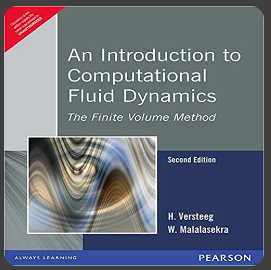 An Introduction to
Computational
Fluid Dynamics
The Finite Volume Method
Second Edition
H. Versteeg
W. Malalasekra
ALWAYS LEARNING
PEARSON